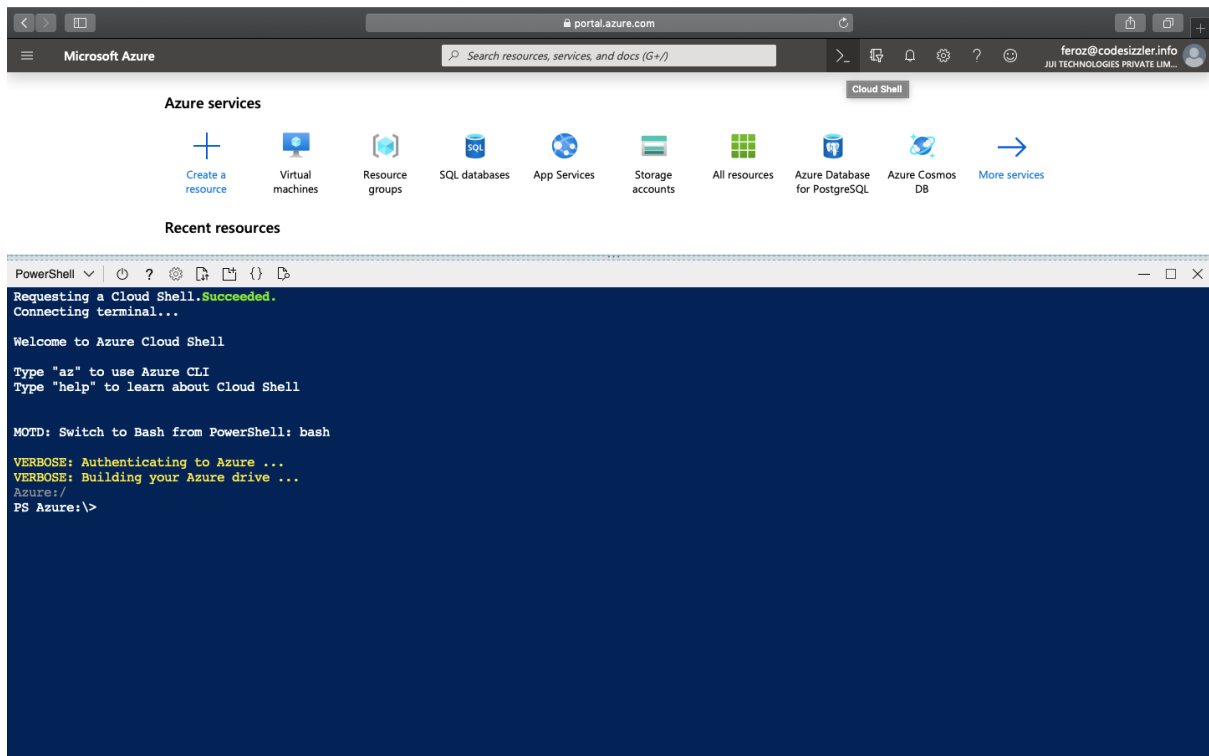 portal.azure.com
Microsoft Azure
Search resources, services, and docs (G+/)
feroz@codesizzler.info
JIJI TECHNOLOGIES PRIVATE LIM...
Cloud Shell
Azure services
Create a
resource
Virtual
machines
Resource
groups
SQL
SQL databases
App Services
Storage
accounts
All resources
Azure Database
for PostgreSQL
Azure Cosmos
DB
More services
Recent resources
PowerShell
Requesting a Cloud Shell.Succeeded.
Connecting terminal...
Welcome to Azure Cloud Shell
Type "az" to use Azure CLI
Type "help" to learn about Cloud Shell
MOTD: Switch to Bash from PowerShell: bash
VERBOSE: Authenticating to Azure ...
VERBOSE: Building your Azure drive ...
Azure:/
PS Azure:\>